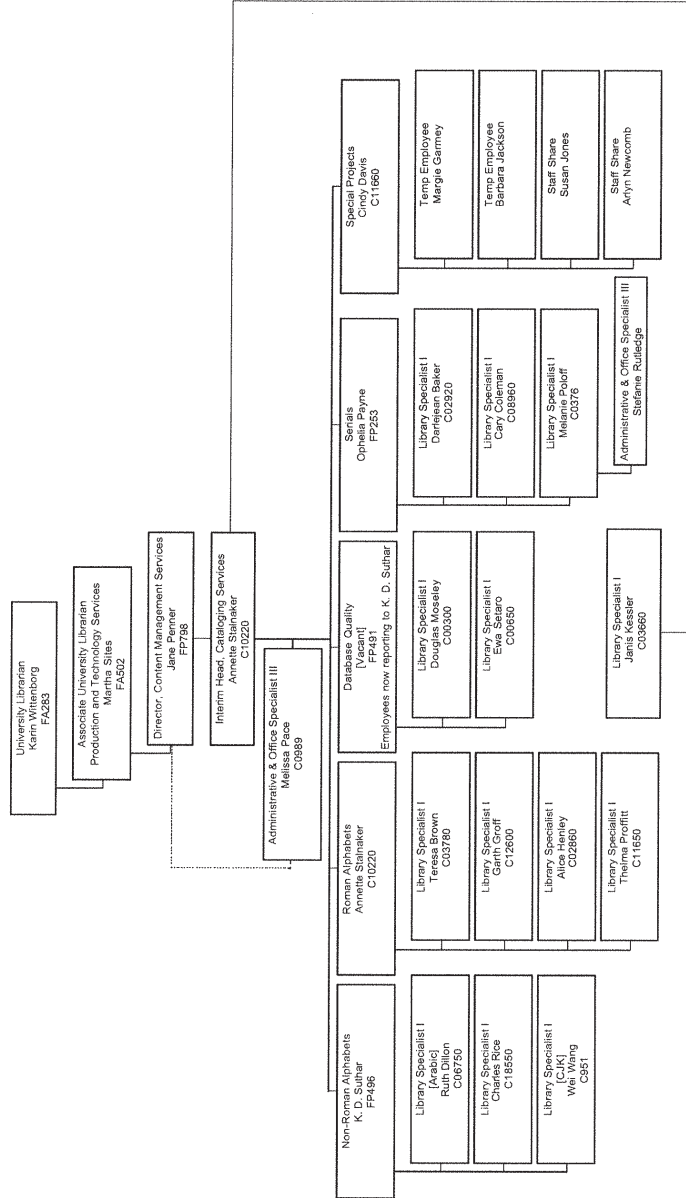 University Librarian
Karin Wittenborg
FA283
Associate University Librarian
Production and Technology Services
Martha Sites
FA502
Director, Content Management Services
Jane Penner
FP798
Interim Head, Cataloging Services
Annette Stalnaker
C10220
Administrative & Office Specialist III
Melissa Pace
C0989
Non-Roman Alphabets
K. D. Suthar
FP496
Library Specialist I
[Arabic]
Ruth Dillon
C06750
Library Specialist I
Charles Rice
C18550
Library Specialist I
[CJK]
Wei Wang
C951
Roman Alphabets
Annette Stalnaker
C10220
Library Specialist I
Teresa Brown
C03780
Library Specialist I
Garth Groff
C12600
Library Specialist I
Alice Henley
C02860
Library Specialist I
Thelma Proffitt
C11650
Database Quality
[Vacant]
FP491
Employees now reporting to K. D. Suthar
Library Specialist I
Douglas Moseley
C00300
Library Specialist I
Ewa Setaro
C00650
Library Specialist I
Janis Kessler
C03660
Serials
Ophelia Payne
FP253
Library Specialist I
Darlejean Baker
C02920
Library Specialist I
Cary Coleman
C08960
Library Specialist I
Melanie Poloff
C0376
Administrative & Office Specialist III
Stefanie Rutledge
Special Projects
Cindy Davis
C11660
Temp Employee
Margie Garmey
Temp Employee
Barbara Jackson
Staff Share
Susan Jones
Staff Share
Arlyn Newcomb